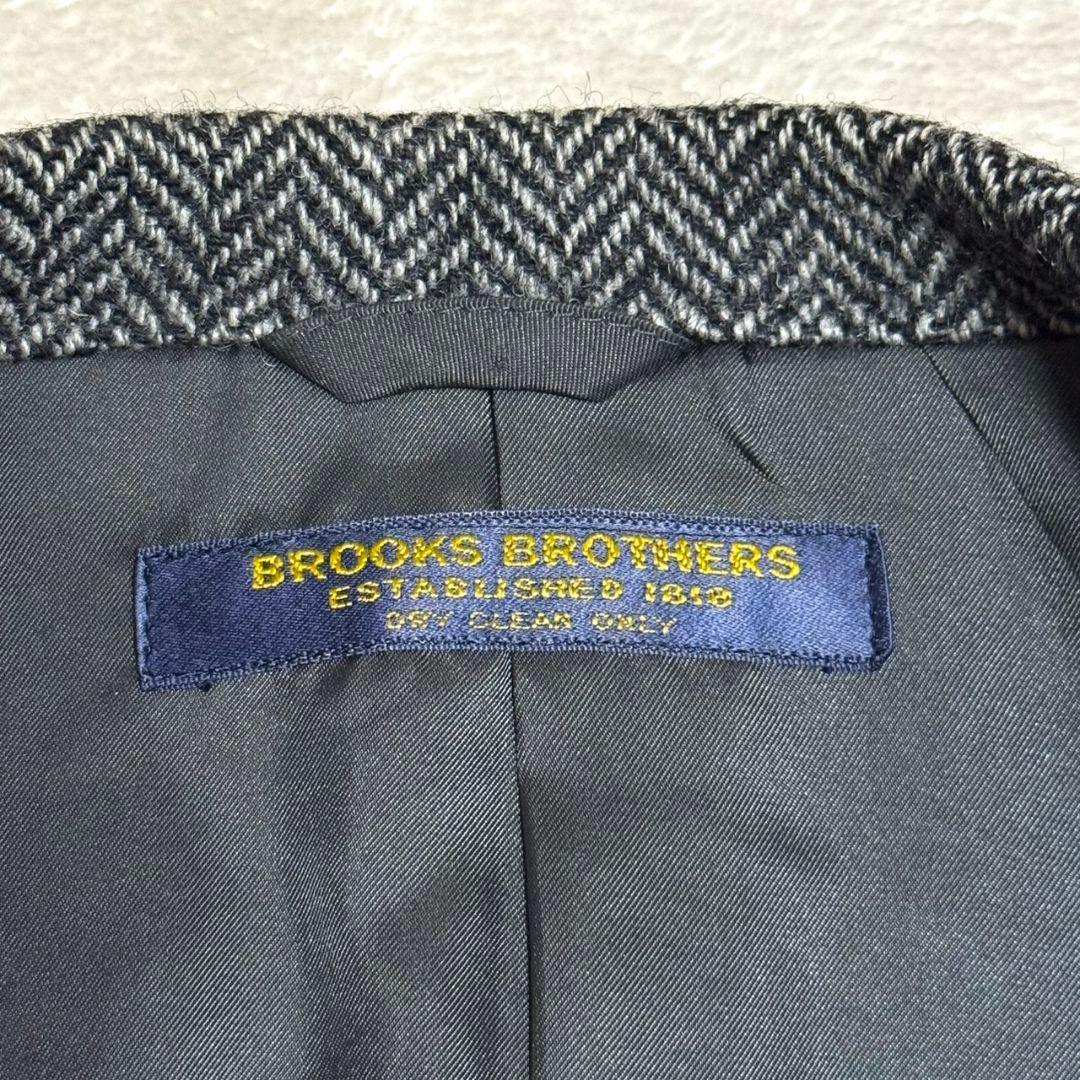 BROOKS BROTHERS
ESTABLISHED 1818
DRY CLEAN ONLY